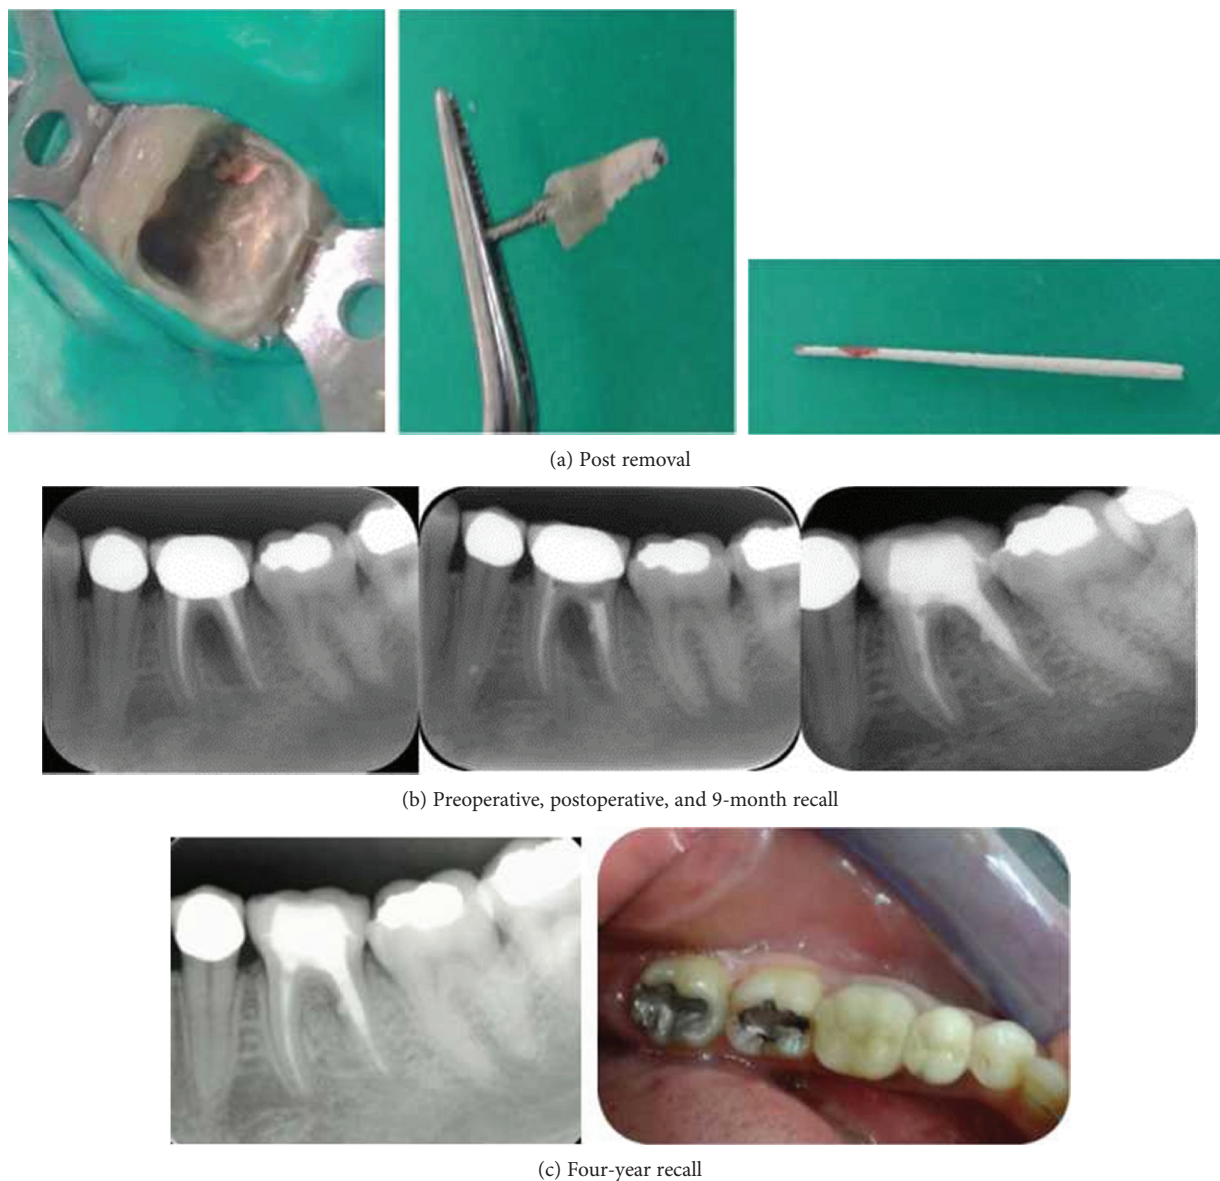 (a) Post removal
(b) Preoperative, postoperative, and 9-month recall
(c) Four-year recall